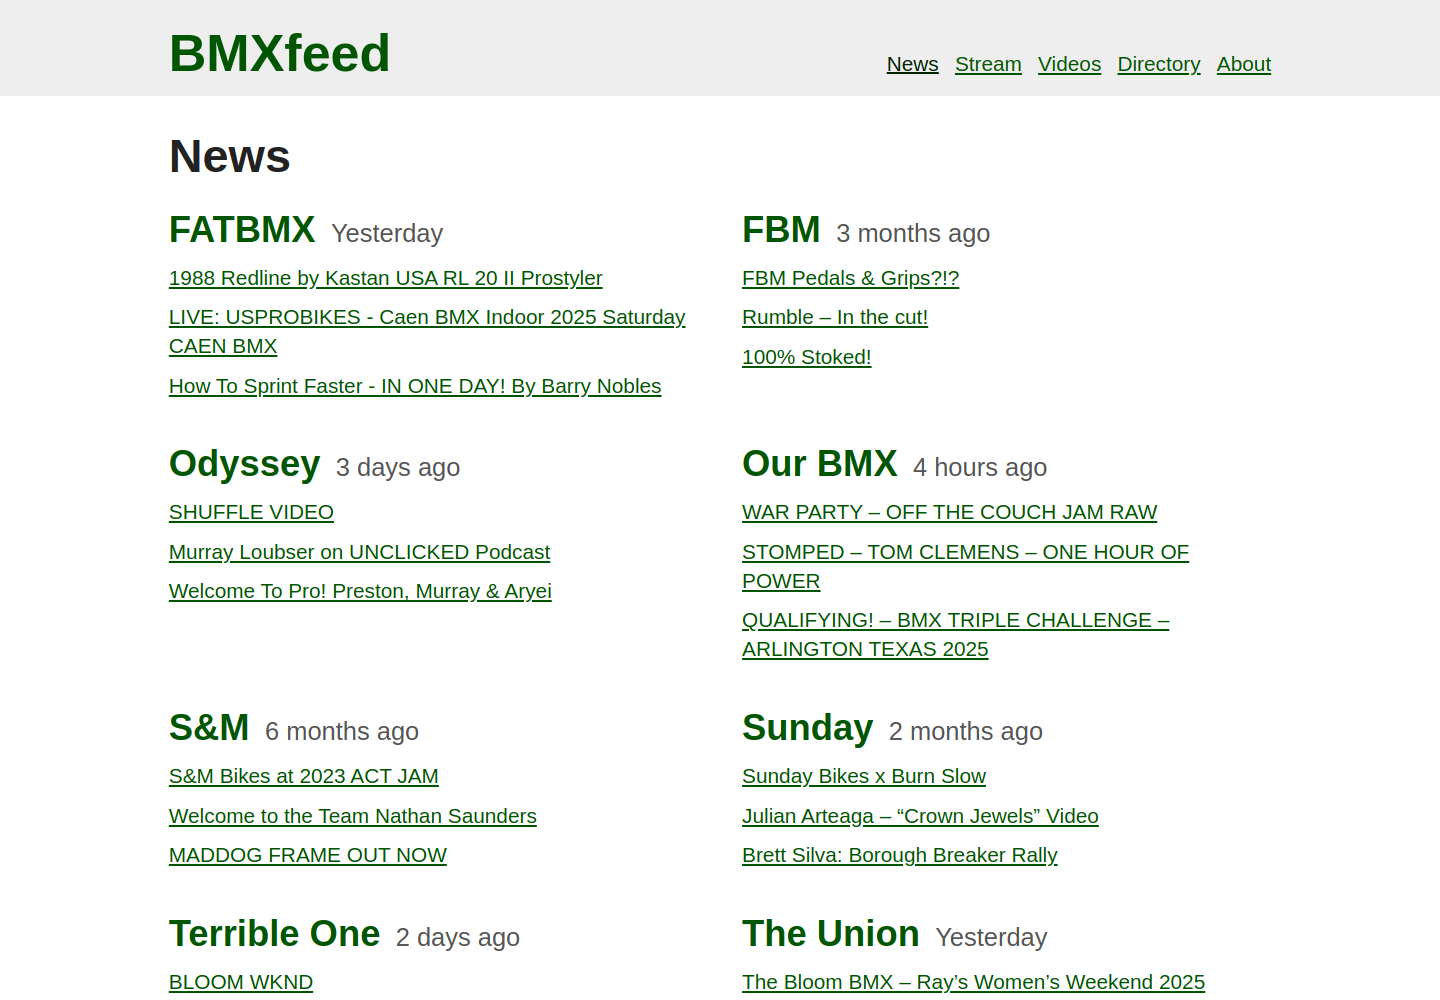 BMXfeed
News Stream Videos Directory About
News
FATBMX Yesterday
1988 Redline by Kastan USA RL 20 II Prostyler
LIVE: USPROBIKES - Caen BMX Indoor 2025 Saturday
CAEN BMX
How To Sprint Faster - IN ONE DAY! By Barry Nobles
FBM 3 months ago
FBM Pedals & Grips?!?
Rumble – In the cut!
100% Stoked!
Odyssey 3 days ago
SHUFFLE VIDEO
Murray Loubser on UNCLICKED Podcast
Welcome To Pro! Preston, Murray & Aryei
Our BMX 4 hours ago
WAR PARTY – OFF THE COUCH JAM RAW
STOMPED – TOM CLEMENS – ONE HOUR OF
POWER
QUALIFYING! – BMX TRIPLE CHALLENGE –
ARLINGTON TEXAS 2025
S&M 6 months ago
S&M Bikes at 2023 ACT JAM
Welcome to the Team Nathan Saunders
MADDOG FRAME OUT NOW
Sunday 2 months ago
Sunday Bikes x Burn Slow
Julian Arteaga – “Crown Jewels” Video
Brett Silva: Borough Breaker Rally
Terrible One 2 days ago
BLOOM WKND
The Union Yesterday
The Bloom BMX – Ray’s Women’s Weekend 2025